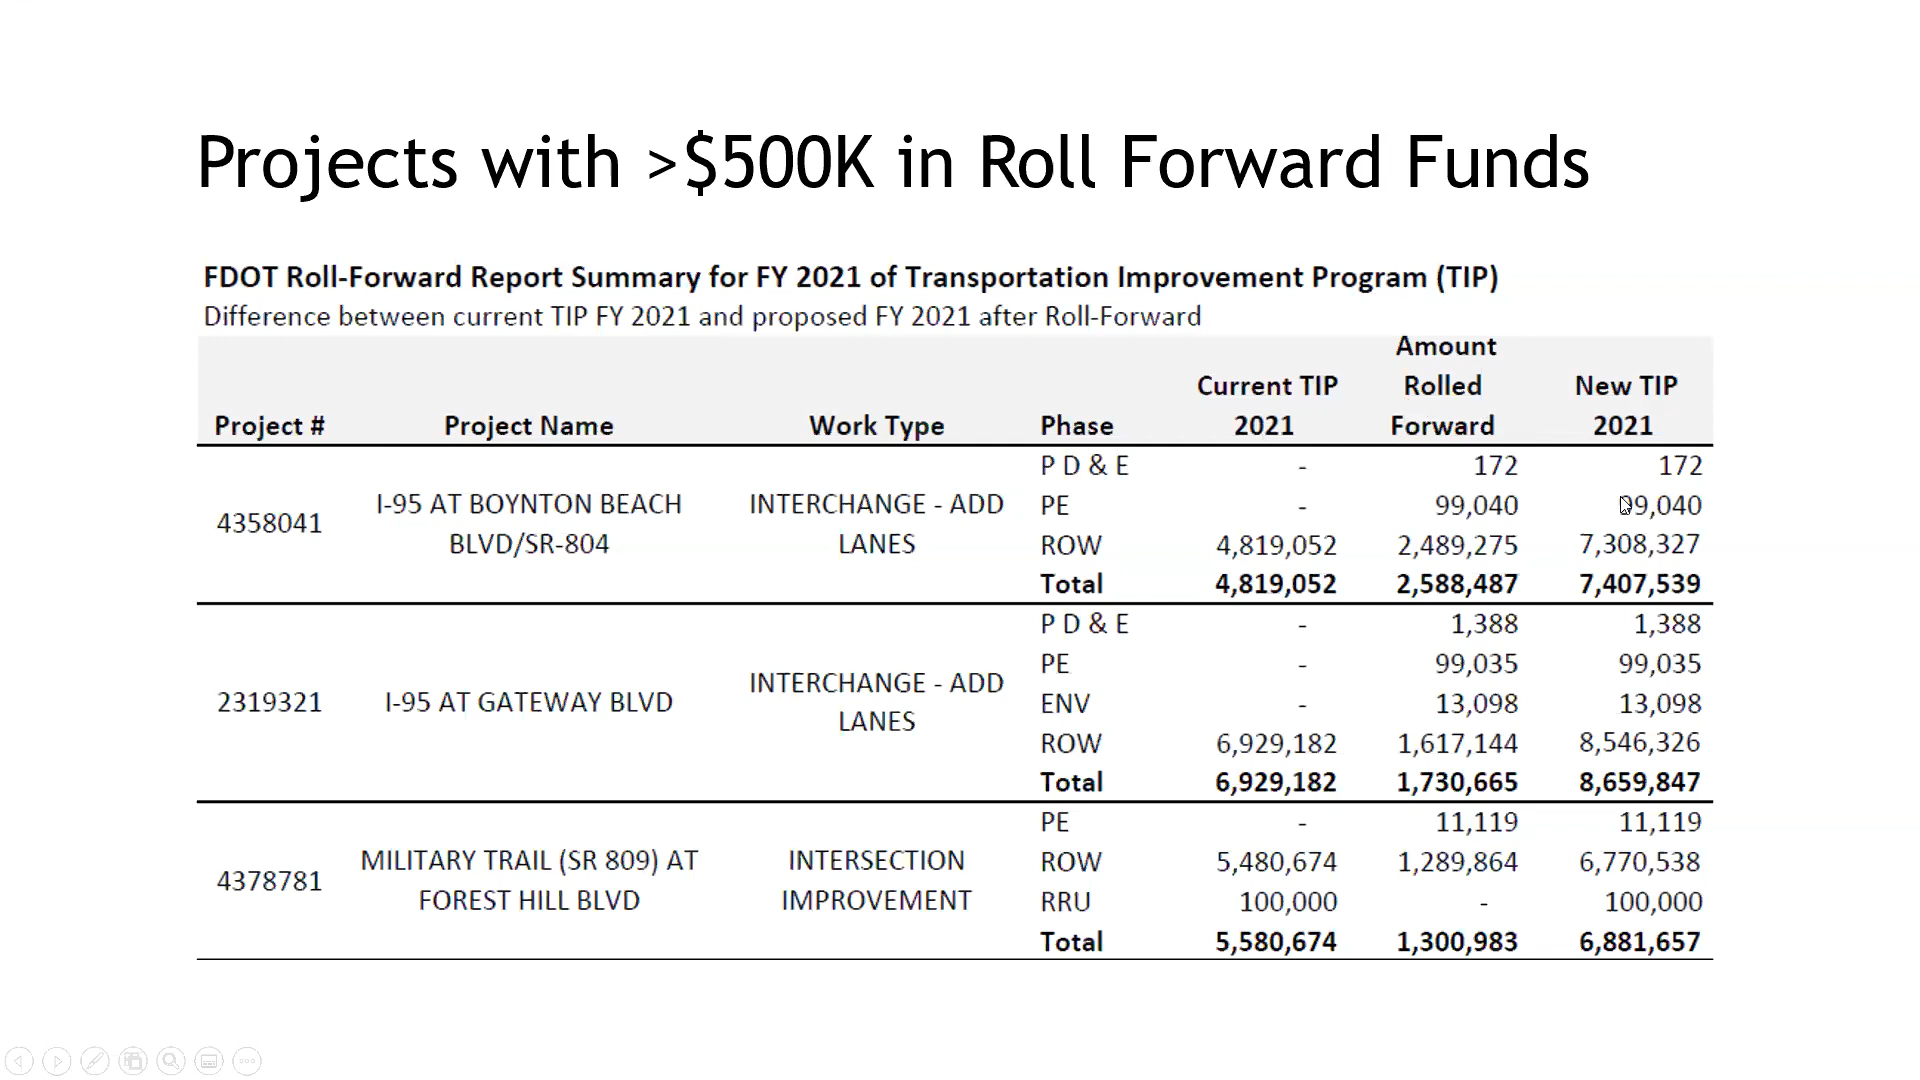 Projects with >$500K in Roll Forward Funds
FDOT Roll-Forward Report Summary for FY 2021 of Transportation Improvement Program (TIP)
Difference between current TIP FY 2021 and proposed FY 2021 after Roll-Forward
Project # Project Name Work Type Phase Current TIP 2021 Amount Rolled Forward New TIP 2021
4358041 I-95 AT BOYNTON BEACH BLVD/SR-804 INTERCHANGE - ADD LANES
P D & E - 172 172
PE - 99,040 99,040
ROW 4,819,052 2,489,275 7,308,327
Total 4,819,052 2,588,487 7,407,539
2319321 I-95 AT GATEWAY BLVD INTERCHANGE - ADD LANES
P D & E - 1,388 1,388
PE - 99,035 99,035
ENV - 13,098 13,098
ROW 6,929,182 1,617,144 8,546,326
Total 6,929,182 1,730,665 8,659,847
4378781 MILITARY TRAIL (SR 809) AT FOREST HILL BLVD INTERSECTION IMPROVEMENT
PE - 11,119 11,119
ROW 5,480,674 1,289,864 6,770,538
RRU 100,000 - 100,000
Total 5,580,674 1,300,983 6,881,657